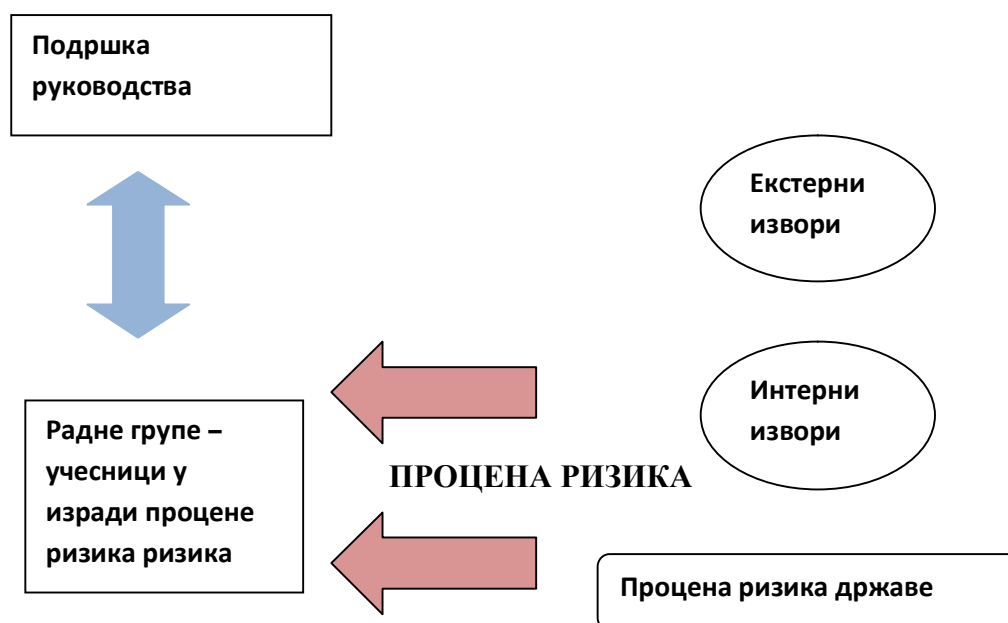 Подршка
руководства
Екстерни
извори
Интерни
извори
Радне групе –
учесници у
изради процене
ризика ризика
ПРОЦЕНА РИЗИКА
Процена ризика државе